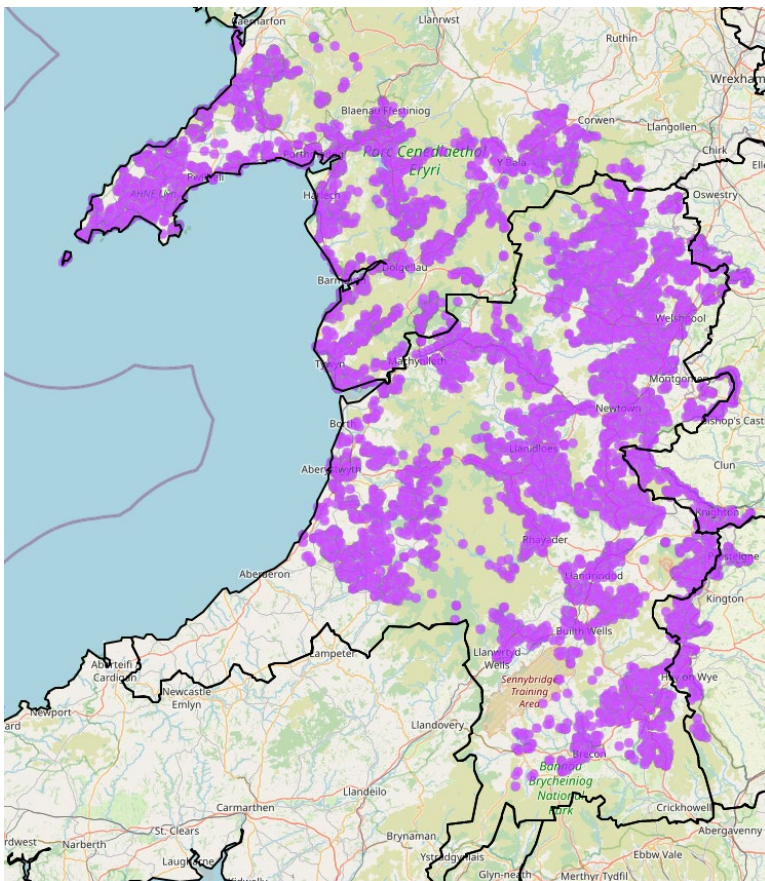 Caernarfon
Llanrwst
Ruthin
Wrexham
Blaenau Ffestiniog
Corwen
Llangollen
Chirk
Parc Cenedlaethol
Eryri
Y Bala
Oswestry
Harlech
Dolgellau
Welshpool
Tywyn
Machynlleth
Montgomery
Newtown
Bishop's Cast
Borth
Llanidloes
Clun
Aberystwyth
Knighton
Rhayader
Aberaeron
Presteigne
Llandrindod
Kington
Builth Wells
Lampeter
Llanwrtyd
Wells
Aberteifi
Cardigan
Sennybridge
Training
Area
Hay on Wye
Newcastle
Emlyn
Newport
Llandovery
Brecon
Bannau
Brycheiniog
National
Park
Llandeilo
Carmarthen
Crickhowell
St. Clears
Abergavenny
Brynaman
Narberth
Ebbw Vale
Ystradgynlais
Glyn-neath
Merthyr Tydfil